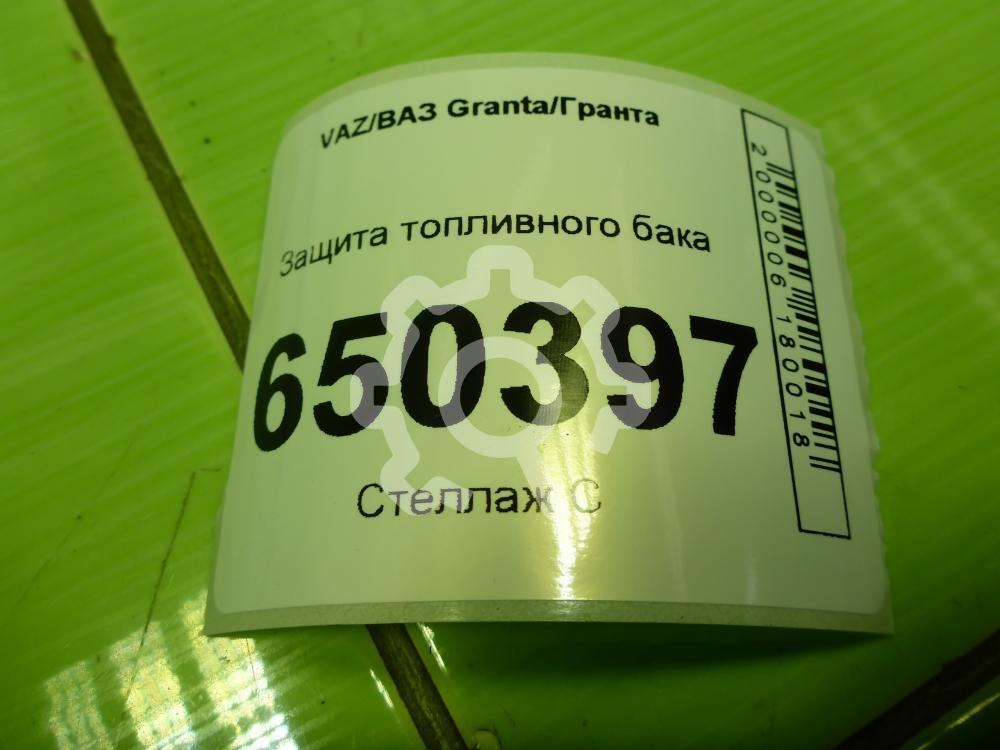 VAZ/ВАЗ Granta/Гранта
Защита топливного бака
650397
Стеллаж С
2000006180018